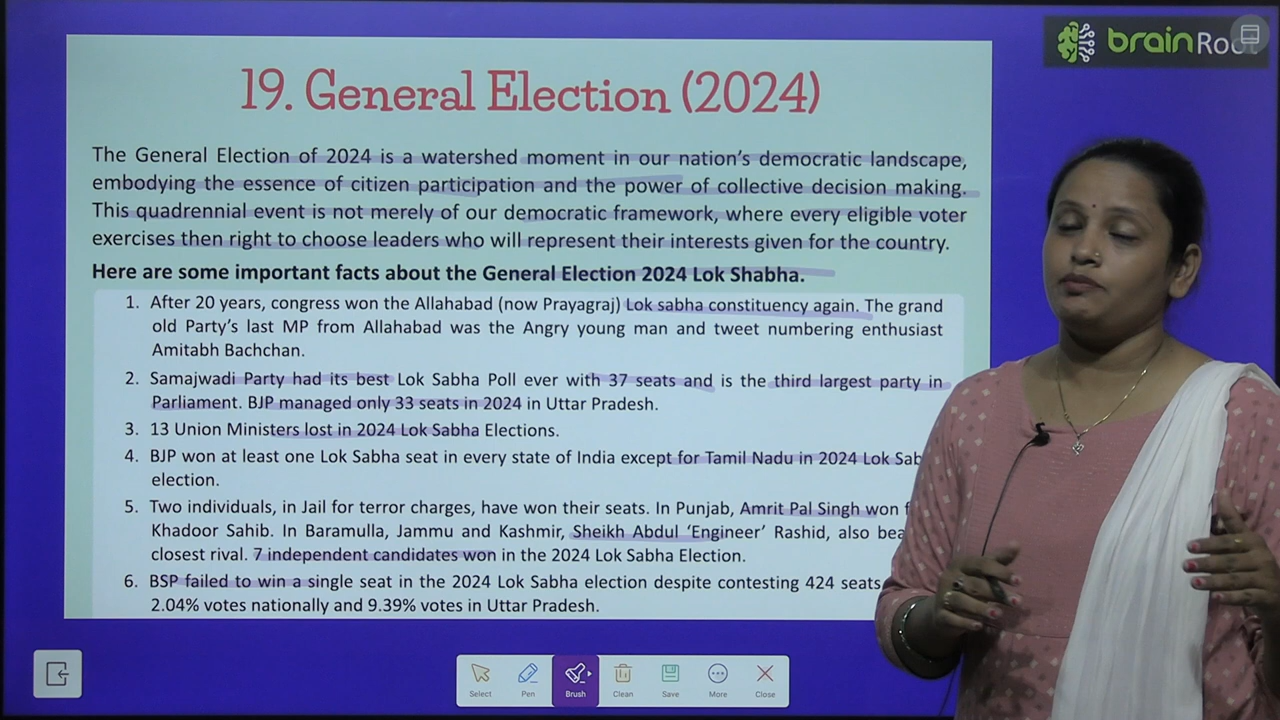 brainRoo
19. General Election (2024)
The General Election of 2024 is a watershed moment in our nation's democratic landscape,
embodying the essence of citizen participation and the power of collective decision making.
This quadrennial event is not merely of our democratic framework, where every eligible voter
exercises then right to choose leaders who will represent their interests given for the country.
Here are some important facts about the General Election 2024 Lok Shabha.
1. After 20 years, congress won the Allahabad (now Prayagraj) Lok sabha constituency again. The grand
old Party's last MP from Allahabad was the Angry young man and tweet numbering enthusiast
Amitabh Bachchan.
2. Samajwadi Party had its best Lok Sabha Poll ever with 37 seats and is the third largest party in
Parliament. BJP managed only 33 seats in 2024 in Uttar Pradesh.
3. 13 Union Ministers lost in 2024 Lok Sabha Elections.
4. BJP won at least one Lok Sabha seat in every state of India except for Tamil Nadu in 2024 Lok Sab
election.
5. Two individuals, in Jail for terror charges, have won their seats. In Punjab, Amrit Pal Singh won f
Khadoor Sahib. In Baramulla, Jammu and Kashmir, Sheikh Abdul 'Engineer' Rashid, also bea
closest rival. 7 independent candidates won in the 2024 Lok Sabha Election.
6. BSP failed to win a single seat in the 2024 Lok Sabha election despite contesting 424 seats
2.04% votes nationally and 9.39% votes in Uttar Pradesh.
Select Pen Brush Clean Save More Close